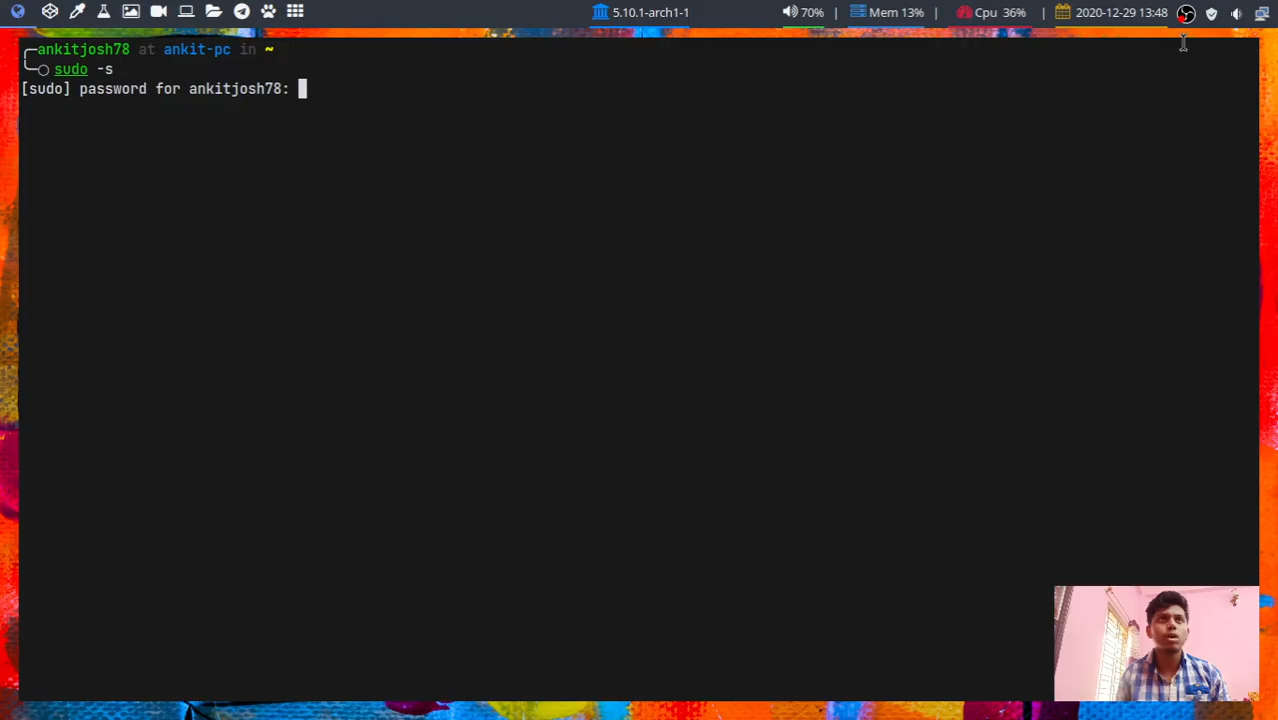 5.10.1-arch1-1 70% | Mem 13% | Cpu 36% | 2020-12-29 13:48
╭─ankitjosh78 at ankit-pc in ~
╰─○ sudo -s
[sudo] password for ankitjosh78: